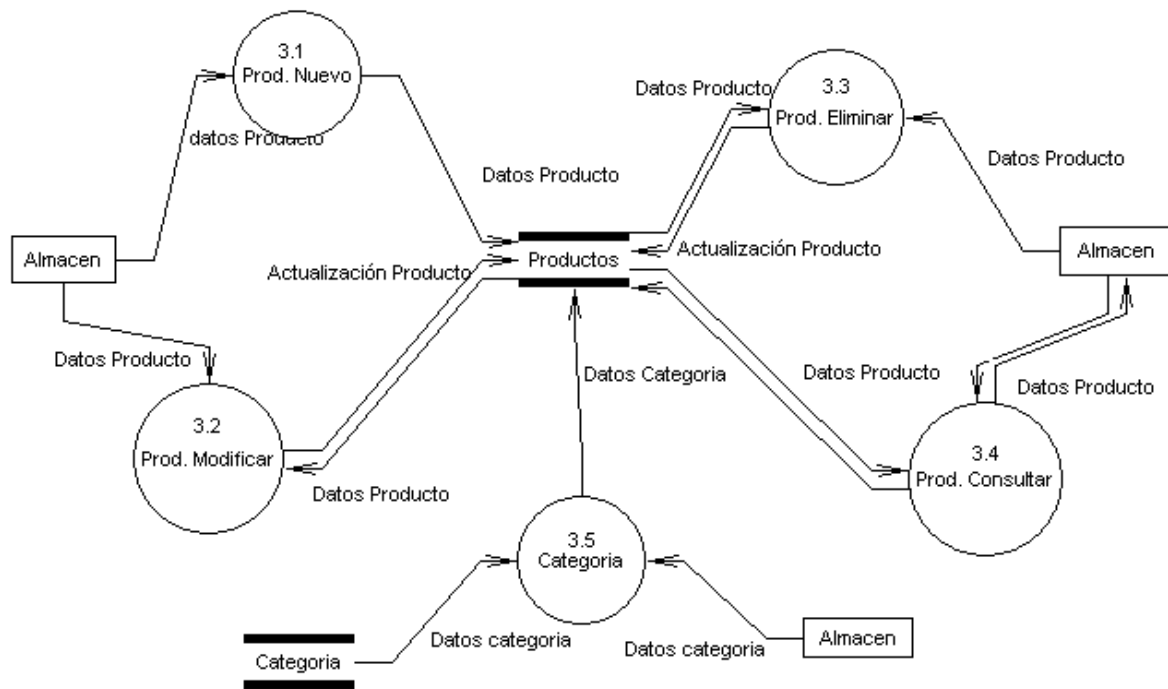 3.1
Prod. Nuevo
datos Producto
Datos Producto
3.3
Prod. Eliminar
Datos Producto
Datos Producto
Almacen
Actualización Producto
Productos
Actualización Producto
Almacen
Datos Producto
3.2
Prod. Modificar
Datos Producto
Datos Categoria
Datos Producto
Datos Producto
3.4
Prod. Consultar
3.5
Categoria
Datos categoria
Datos categoria
Categoria
Almacen